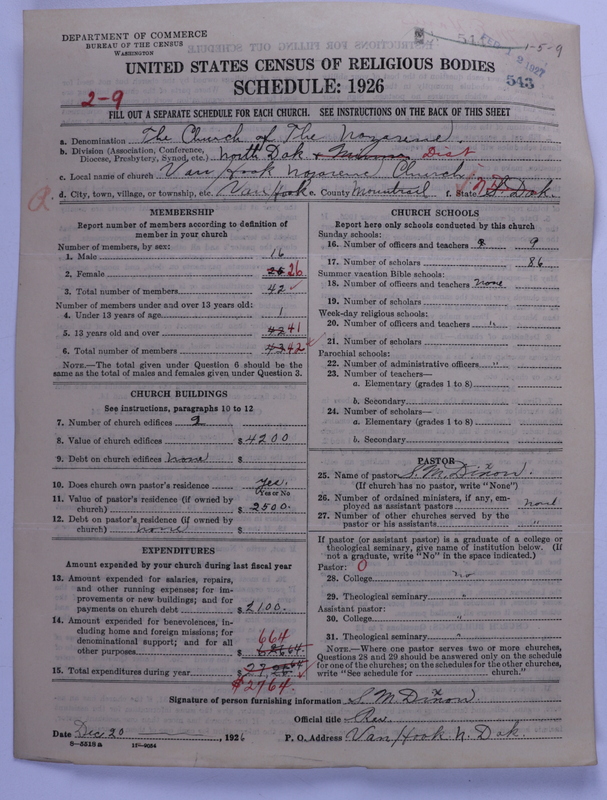 DEPARTMENT OF COMMERCE
BUREAU OF THE CENSUS
WASHINGTON
1-5-9
2 1927
543
UNITED STATES CENSUS OF RELIGIOUS BODIES
SCHEDULE: 1926
2-9
FILL OUT A SEPARATE SCHEDULE FOR EACH CHURCH. SEE INSTRUCTIONS ON THE BACK OF THIS SHEET
a. Denomination The Church of The Nazarene.
b. Division (Association, Conference, Diocese, Presbytery, Synod, etc.) North Dak + Dist
c. Local name of church Van Hook Nazarene Church
d. City, town, village, or township, etc. Van Hook e. County Mountrail f. State N. Dak.
MEMBERSHIP
Report number of members according to definition of
member in your church
Number of members, by sex:
1. Male 16
2. Female 26
3. Total number of members 42
Number of members under and over 13 years old:
4. Under 13 years of age 1
5. 13 years old and over 42 41
6. Total number of members 43 42
NOTE.—The total given under Question 6 should be
same as the total of males and females given under Question 3.
CHURCH BUILDINGS
See instructions, paragraphs 10 to 12
7. Number of church edifices 2
8. Value of church edifices $ 4200
9. Debt on church edifices none $
10. Does church own pastor's residence yes.
Yes or No
11. Value of pastor's residence (if owned by
church) $ 2500.
12. Debt on pastor's residence (if owned by
church) none $
EXPENDITURES
Amount expended by your church during last fiscal year
13. Amount expended for salaries, repairs,
and other running expenses; for im-
provements or new buildings; and for
payments on church debt $ 2100.
14. Amount expended for benevolences, in-
cluding home and foreign missions; for
denominational support; and for all
other purposes $ 664
15. Total expenditures during year $
$2764.
CHURCH SCHOOLS
Report here only schools conducted by this church
Sunday schools:
16. Number of officers and teachers 9
17. Number of scholars 86
Summer vacation Bible schools:
18. Number of officers and teachers none
19. Number of scholars
Week-day religious schools:
20. Number of officers and teachers "
21. Number of scholars
Parochial schools:
22. Number of administrative officers "
23. Number of teachers—
a. Elementary (grades 1 to 8)
b. Secondary
24. Number of scholars—
a. Elementary (grades 1 to 8)
b. Secondary
PASTOR
25. Name of pastor S. M. Dixon.
(If church has no pastor, write "None")
26. Number of ordained ministers, if any, em-
ployed as assistant pastors none
27. Number of other churches served by the
pastor or his assistants "
If pastor (or assistant pastor) is a graduate of a college or
theological seminary, give name of institution below. (If
not a graduate, write "No" in the space indicated.)
Pastor: 0
28. College no
29. Theological seminary "
Assistant pastor:
30. College "
31. Theological seminary "
NOTE.—Where one pastor serves two or more churches,
Questions 28 and 29 should be answered only on the schedule
for one of the churches; on the schedules for the other churches,
write "See schedule for church."
Signature of person furnishing information S. M. Dixon
Official title Rev.
Date Dec 20, 1926 P. O. Address Van Hook N. Dak.
8-5519a 11-9054